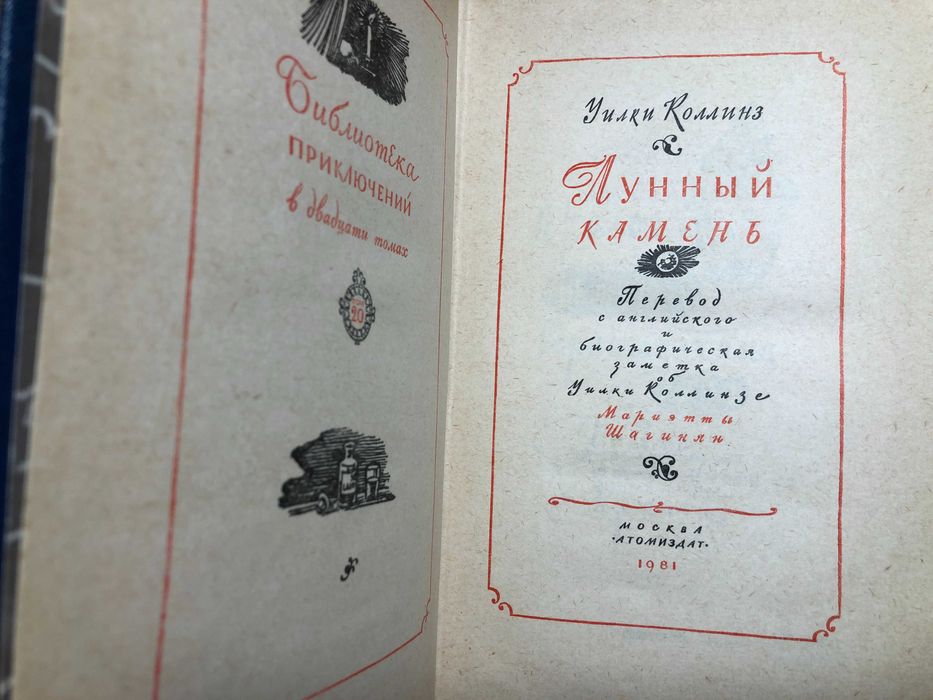 Библиотека
ПРИКЛЮЧЕНИЙ
в двадцати томах
20
Уилки Коллинз
Лунный
КАМЕНЬ
Перевод
с английского
и
биографическая
заметка
об
Уилки Коллинзе
Мариэтты
Шагинян
МОСКВА
·АТОМИЗДАТ·
1981